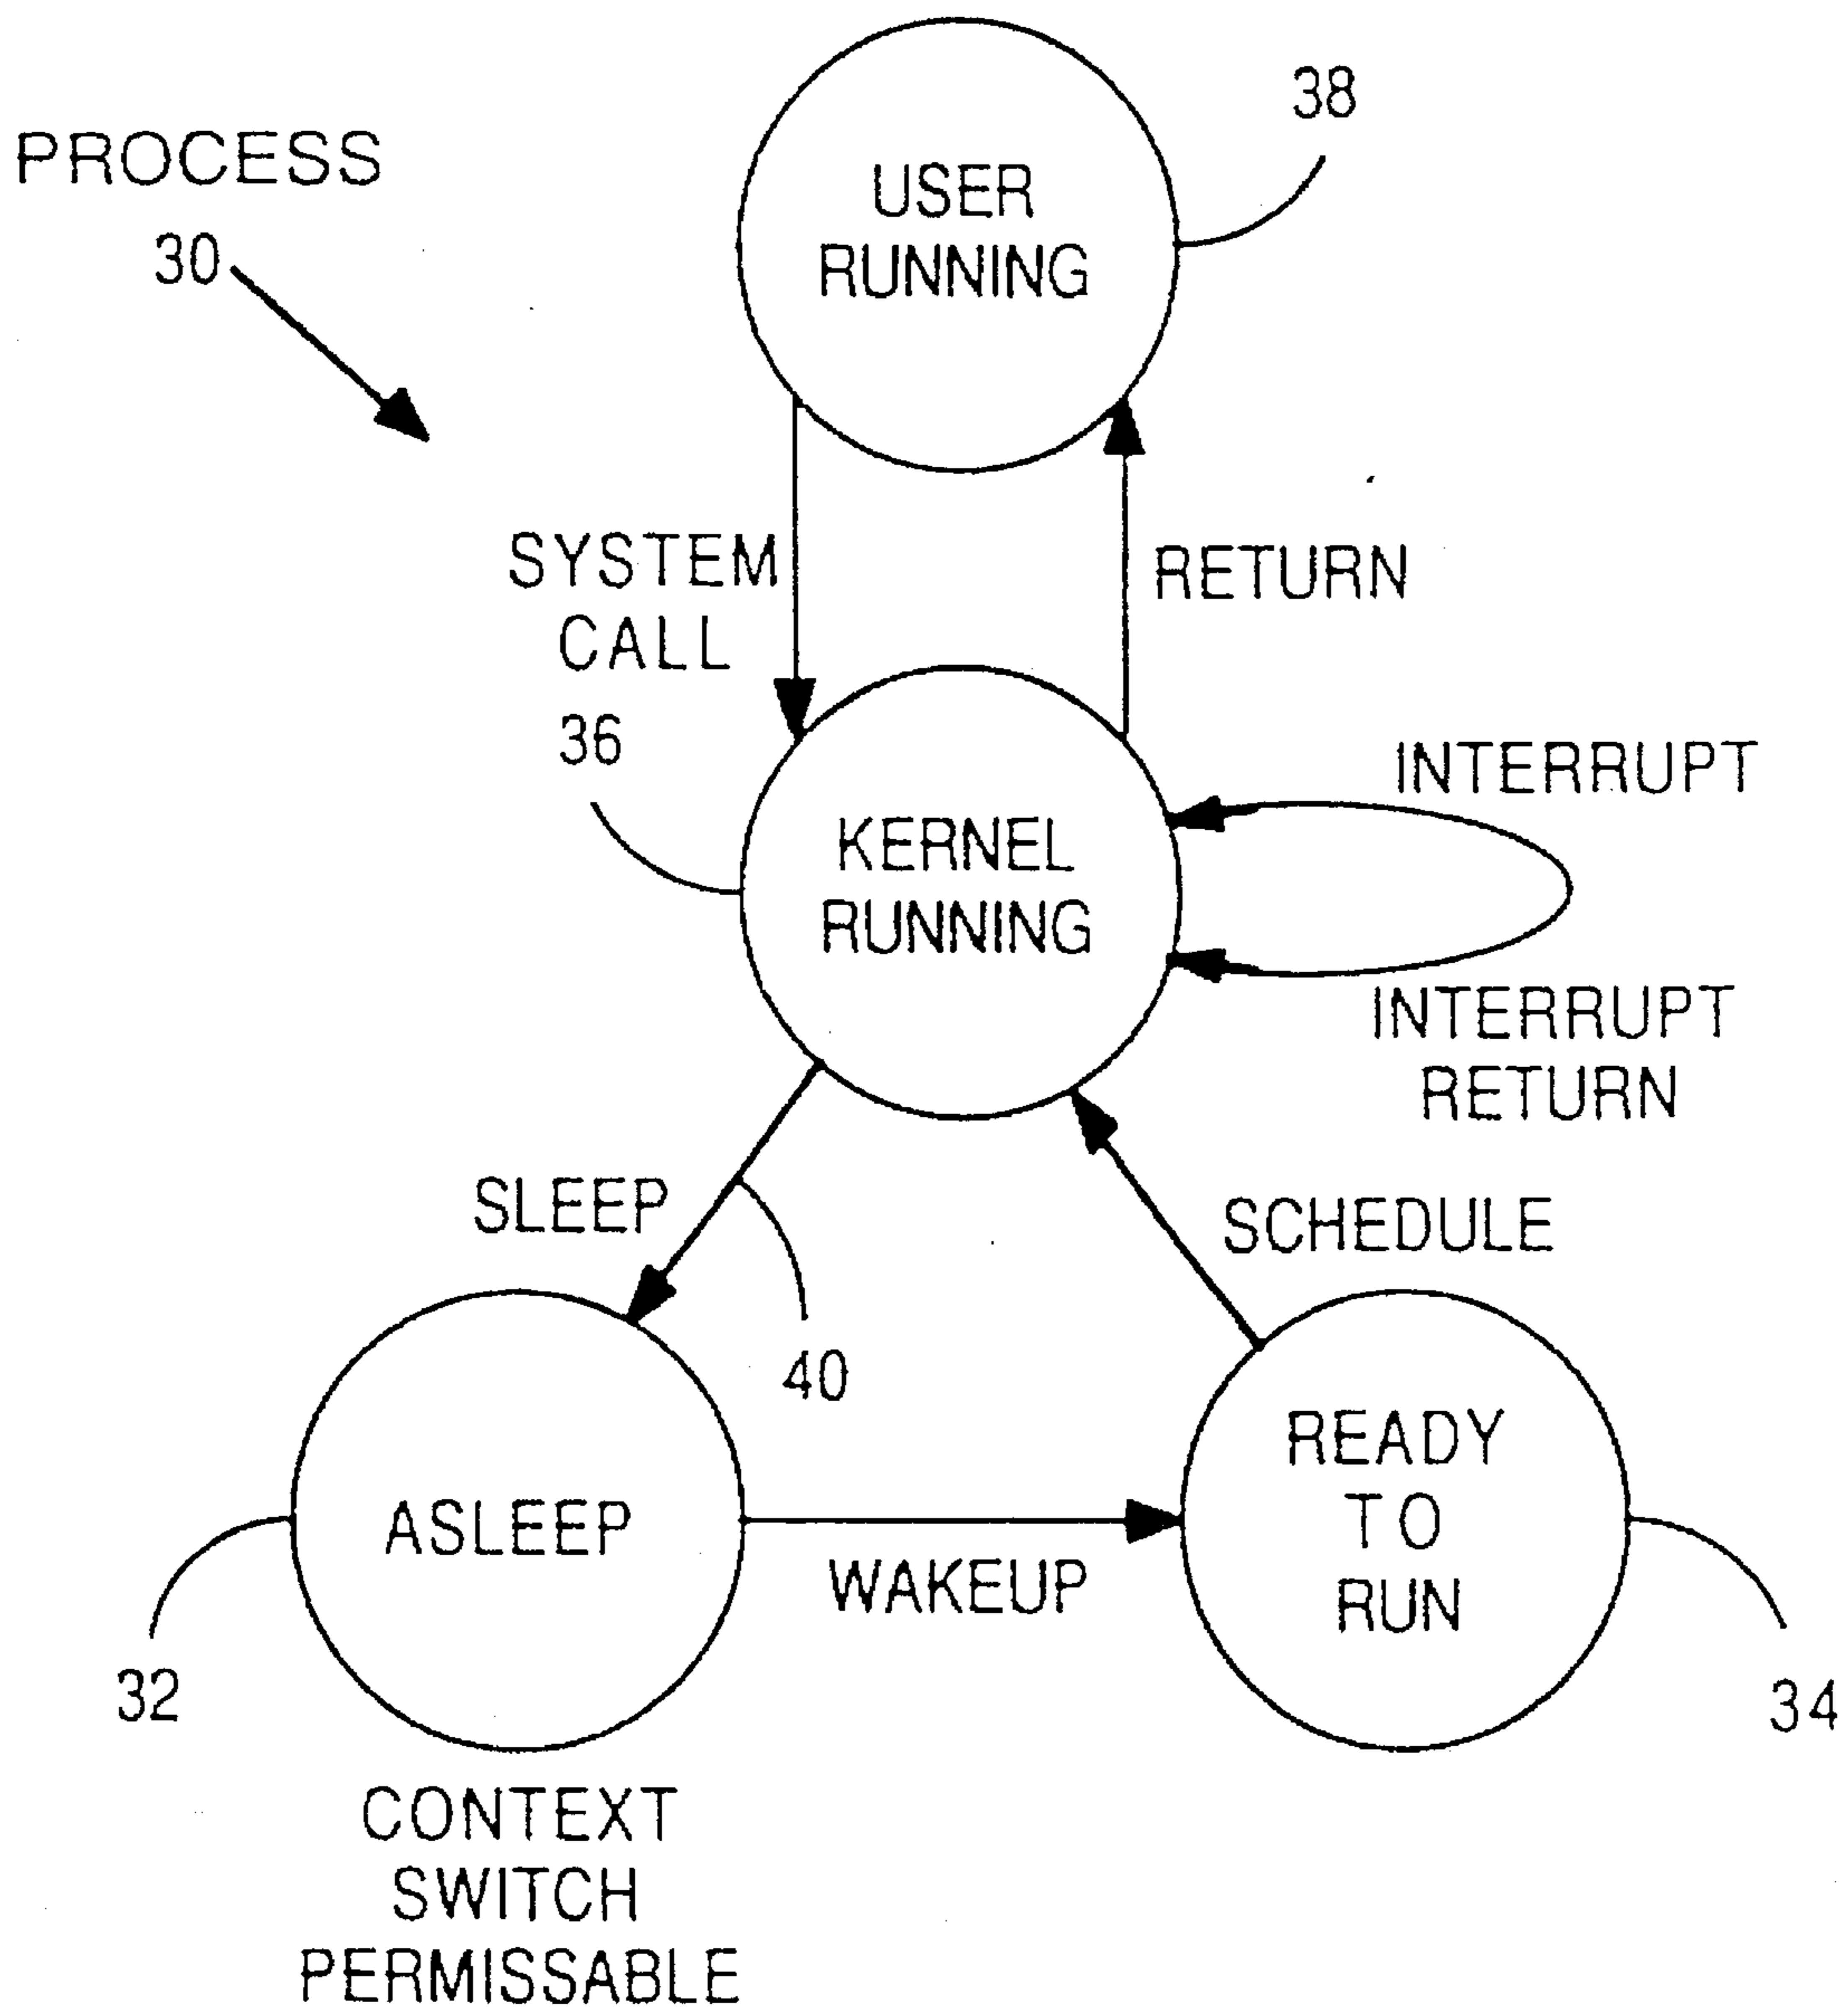 38
PROCESS
30
USER
RUNNING
SYSTEM
CALL
RETURN
36
INTERRUPT
KERNEL
RUNNING
INTERRUPT
RETURN
SLEEP
SCHEDULE
40
ASLEEP
READY
TO
RUN
WAKEUP
32
34
CONTEXT
SWITCH
PERMISSABLE